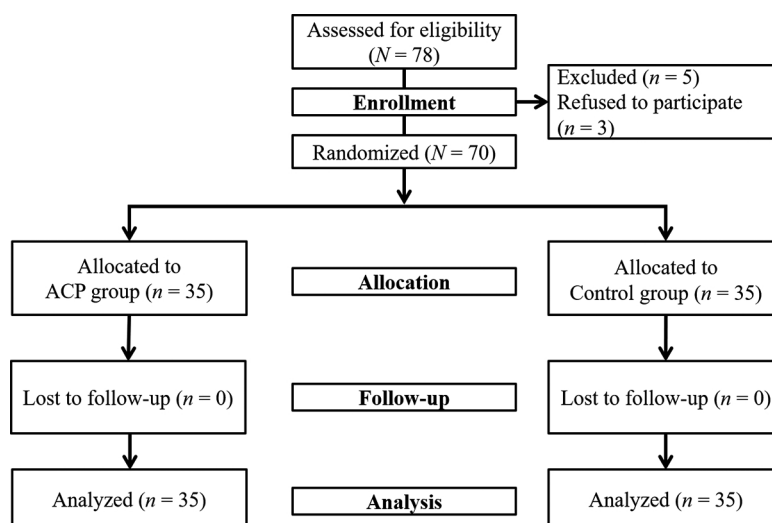 Assessed for eligibility
(N = 78)
Enrollment
Excluded (n = 5)
Refused to participate
(n = 3)
Randomized (N = 70)
Allocated to
ACP group (n = 35)
Allocation
Allocated to
Control group (n = 35)
Lost to follow-up (n = 0)
Follow-up
Lost to follow-up (n = 0)
Analyzed (n = 35)
Analysis
Analyzed (n = 35)